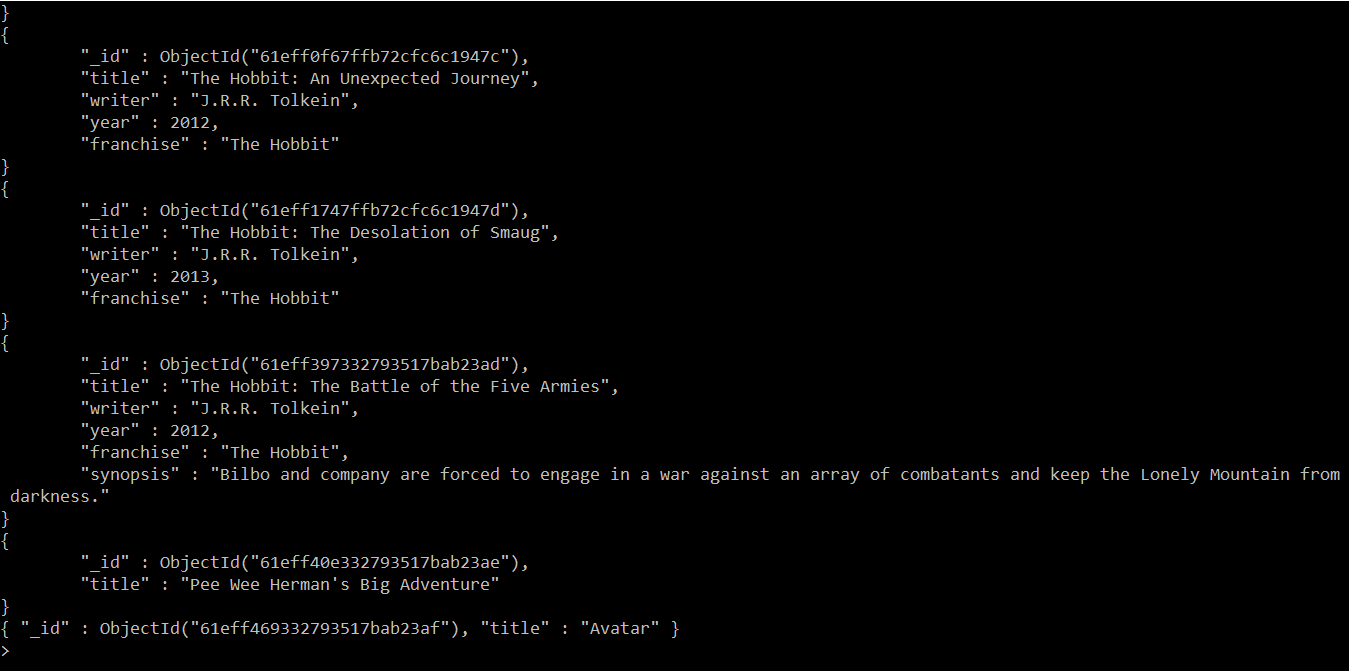 }
{
        "_id" : ObjectId("61eff0f67ffb72cfc6c1947c"),
        "title" : "The Hobbit: An Unexpected Journey",
        "writer" : "J.R.R. Tolkein",
        "year" : 2012,
        "franchise" : "The Hobbit"
}
{
        "_id" : ObjectId("61eff1747ffb72cfc6c1947d"),
        "title" : "The Hobbit: The Desolation of Smaug",
        "writer" : "J.R.R. Tolkein",
        "year" : 2013,
        "franchise" : "The Hobbit"
}
{
        "_id" : ObjectId("61eff397332793517bab23ad"),
        "title" : "The Hobbit: The Battle of the Five Armies",
        "writer" : "J.R.R. Tolkein",
        "year" : 2012,
        "franchise" : "The Hobbit",
        "synopsis" : "Bilbo and company are forced to engage in a war against an array of combatants and keep the Lonely Mountain from
 darkness."
}
{
        "_id" : ObjectId("61eff40e332793517bab23ae"),
        "title" : "Pee Wee Herman's Big Adventure"
}
{ "_id" : ObjectId("61eff469332793517bab23af"), "title" : "Avatar" }
>